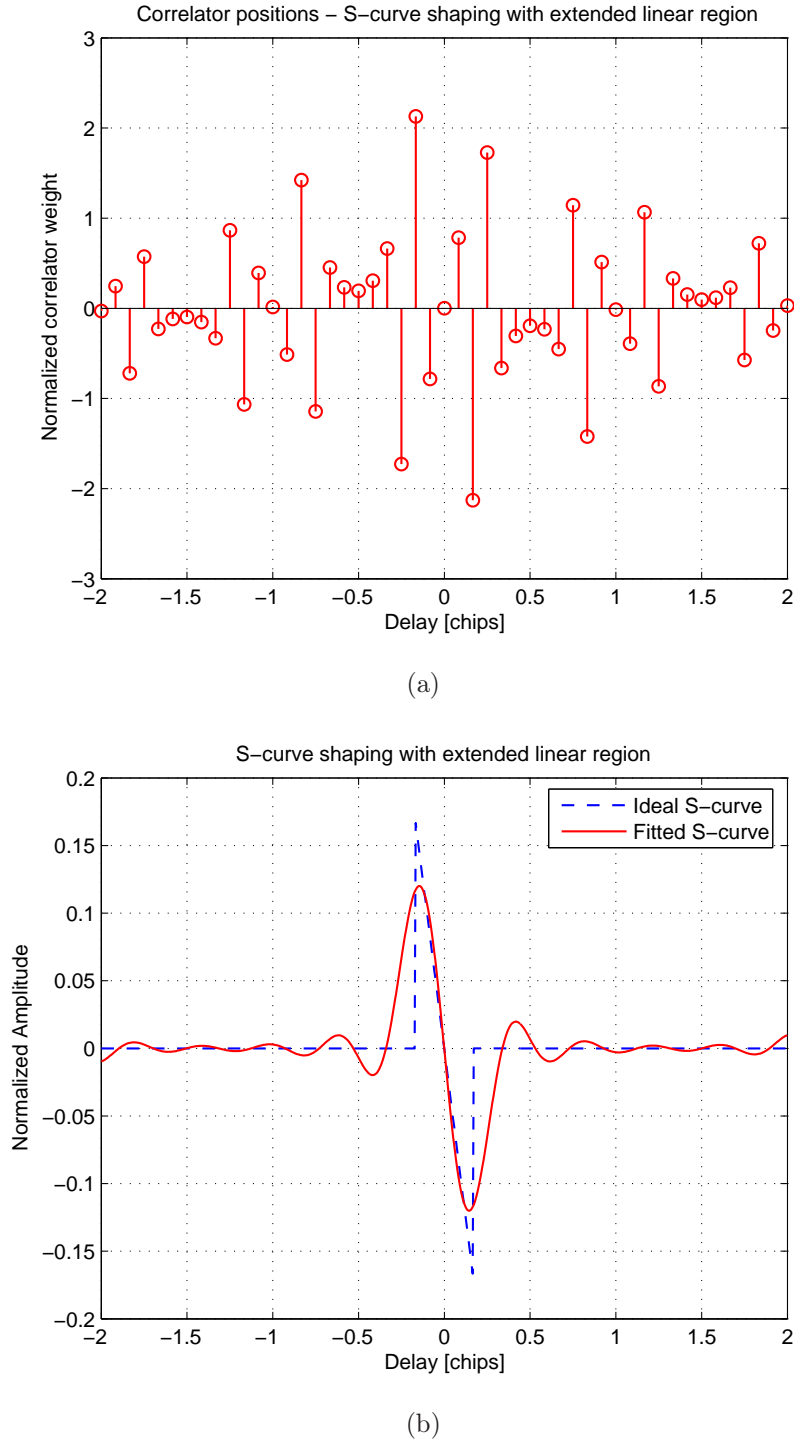 Correlator positions − S−curve shaping with extended linear region
3
2
1
0
−1
−2
−3
Normalized correlator weight
−2 −1.5 −1 −0.5 0 0.5 1 1.5 2
Delay [chips]
(a)
S−curve shaping with extended linear region
0.2
0.15
0.1
0.05
0
−0.05
−0.1
−0.15
−0.2
Normalized Amplitude
Ideal S−curve
Fitted S−curve
−2 −1.5 −1 −0.5 0 0.5 1 1.5 2
Delay [chips]
(b)